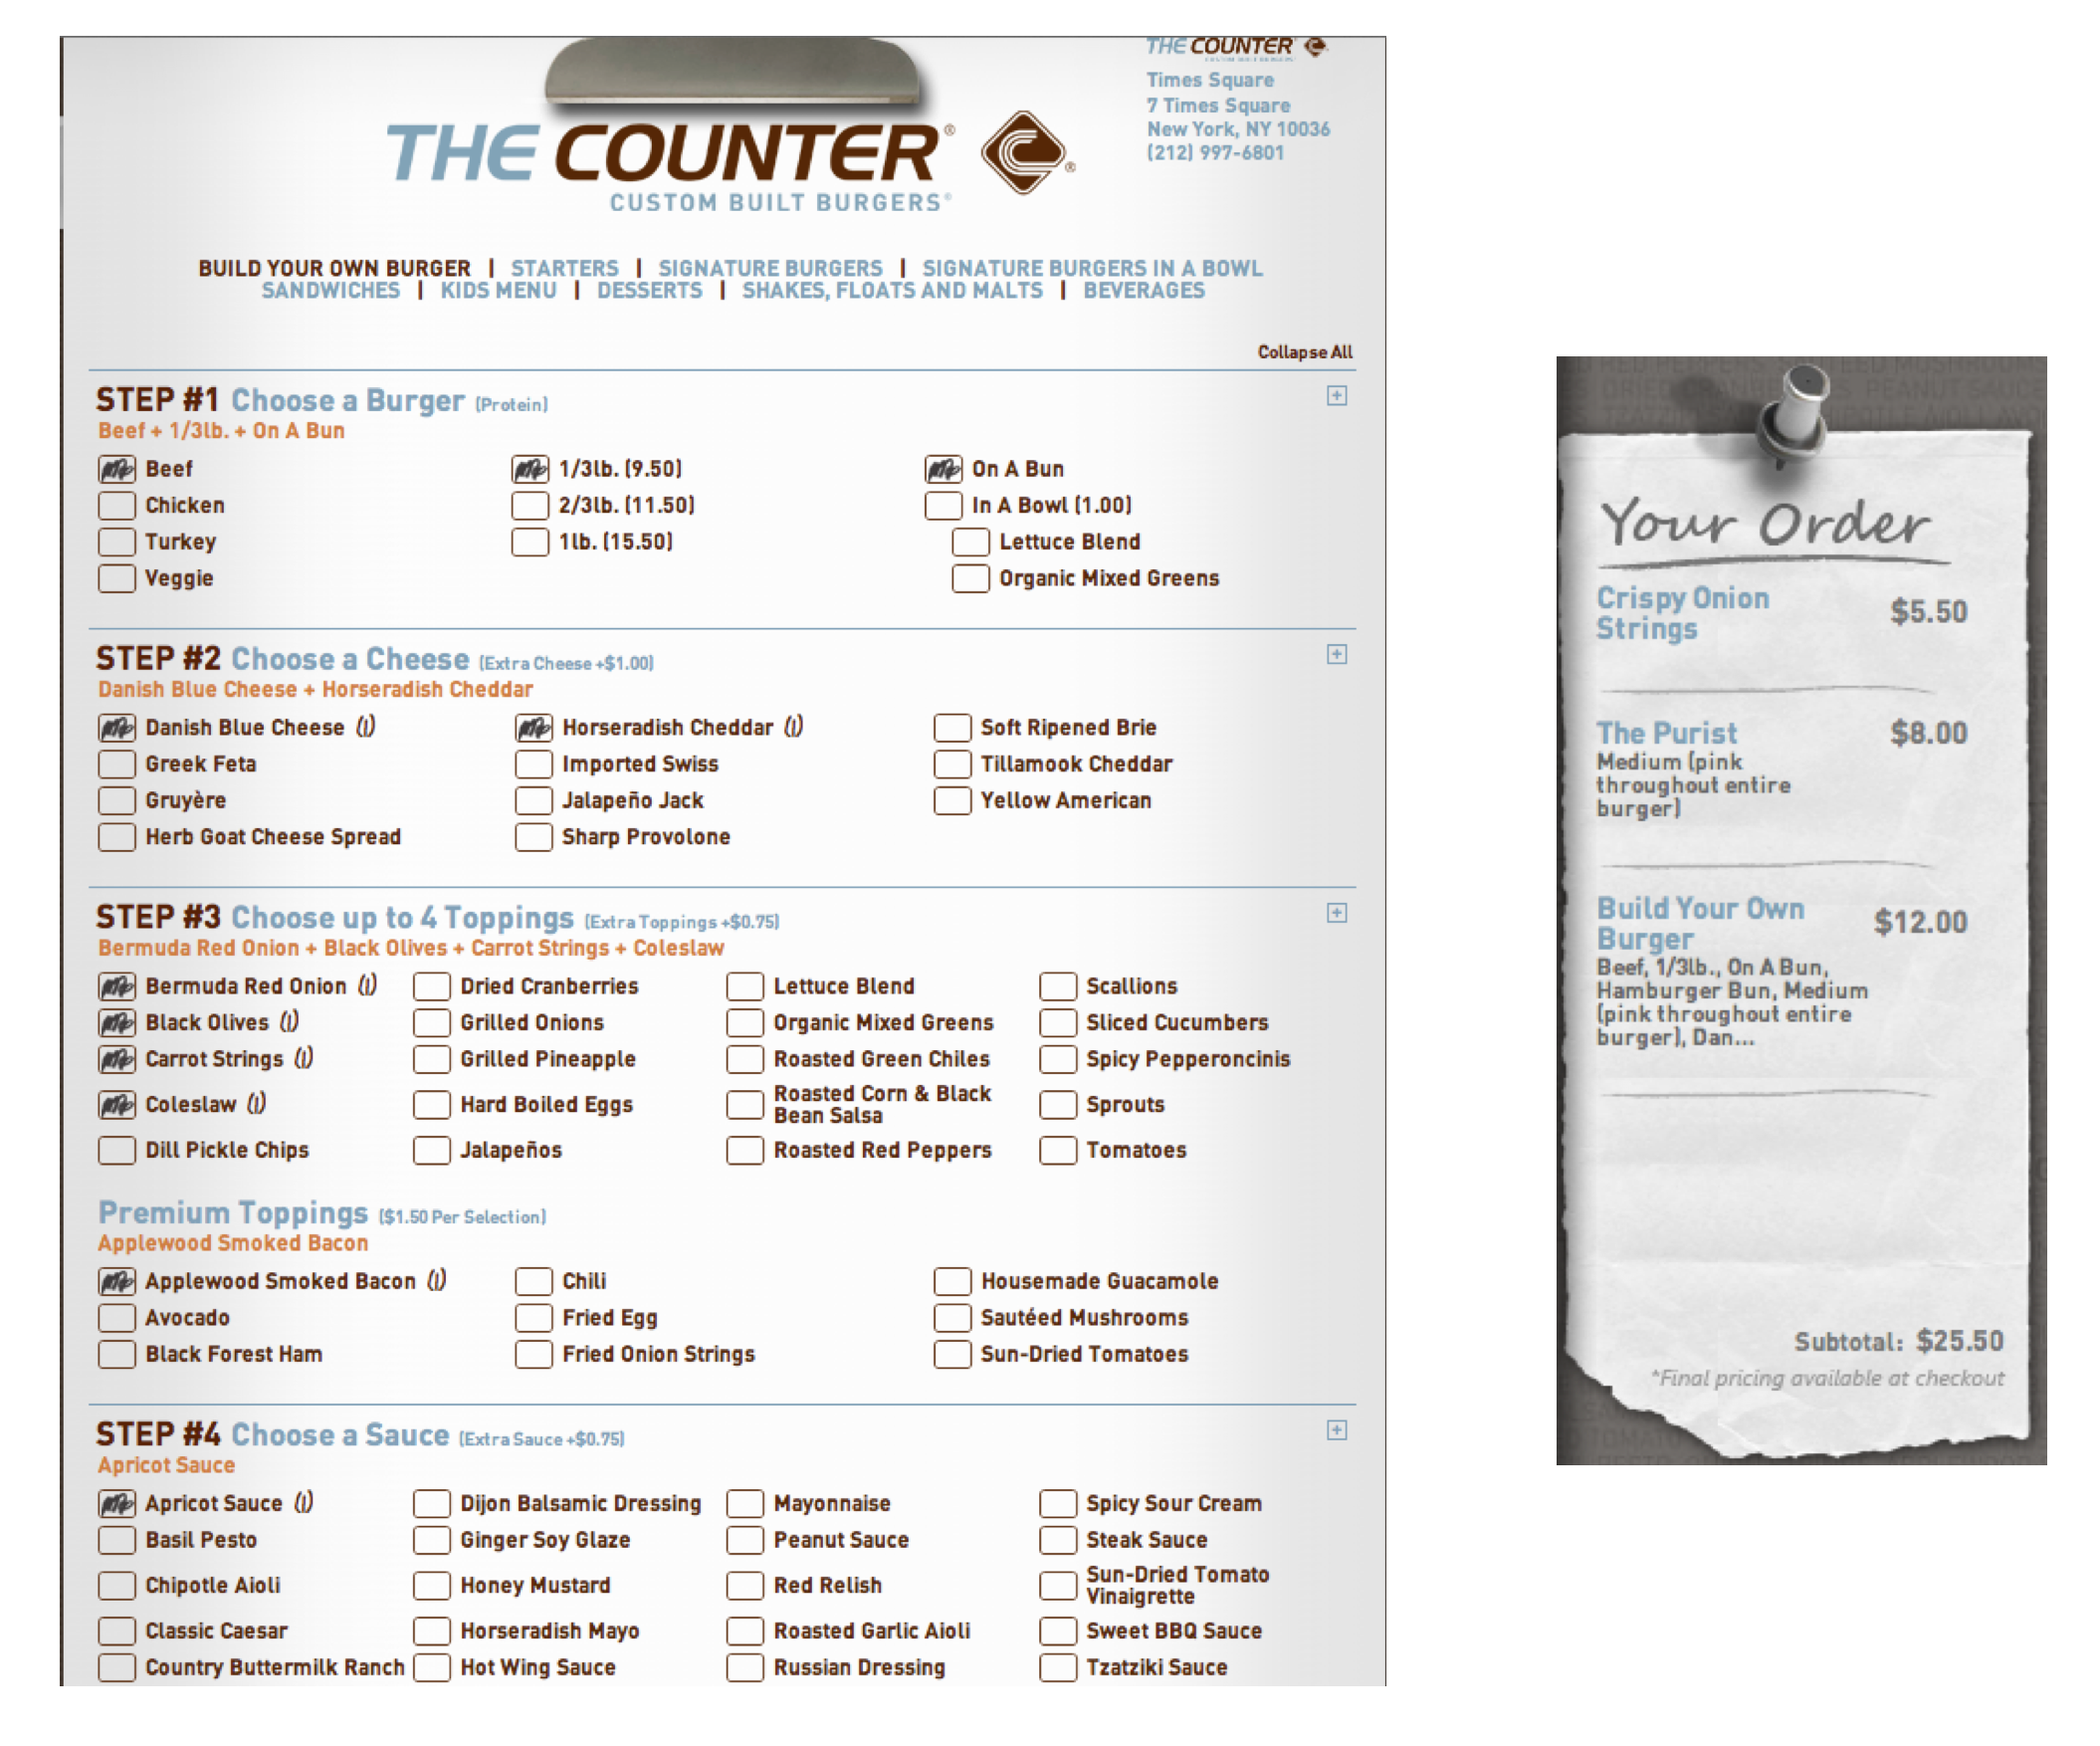 THE COUNTER
CUSTOM BUILT BURGERS
Times Square
7 Times Square
New York, NY 10036
(212) 997-6801
THE COUNTER®
®
CUSTOM BUILT BURGERS®
BUILD YOUR OWN BURGER | STARTERS | SIGNATURE BURGERS | SIGNATURE BURGERS IN A BOWL
SANDWICHES | KIDS MENU | DESSERTS | SHAKES, FLOATS AND MALTS | BEVERAGES
Collapse All
STEP #1 Choose a Burger (Protein)
Beef + 1/3lb. + On A Bun
Beef 1/3lb. (9.50) On A Bun
Chicken 2/3lb. (11.50) In A Bowl (1.00)
Turkey 1lb. (15.50) Lettuce Blend
Veggie Organic Mixed Greens
STEP #2 Choose a Cheese (Extra Cheese +$1.00)
Danish Blue Cheese + Horseradish Cheddar
Danish Blue Cheese (1) Horseradish Cheddar (1) Soft Ripened Brie
Greek Feta Imported Swiss Tillamook Cheddar
Gruyère Jalapeño Jack Yellow American
Herb Goat Cheese Spread Sharp Provolone
STEP #3 Choose up to 4 Toppings (Extra Toppings +$0.75)
Bermuda Red Onion + Black Olives + Carrot Strings + Coleslaw
Bermuda Red Onion (1) Dried Cranberries Lettuce Blend Scallions
Black Olives (1) Grilled Onions Organic Mixed Greens Sliced Cucumbers
Carrot Strings (1) Grilled Pineapple Roasted Green Chiles Spicy Pepperoncinis
Coleslaw (1) Hard Boiled Eggs Roasted Corn & Black Sprouts
Bean Salsa
Dill Pickle Chips Jalapeños Roasted Red Peppers Tomatoes
Premium Toppings ($1.50 Per Selection)
Applewood Smoked Bacon
Applewood Smoked Bacon (1) Chili Housemade Guacamole
Avocado Fried Egg Sautéed Mushrooms
Black Forest Ham Fried Onion Strings Sun-Dried Tomatoes
STEP #4 Choose a Sauce (Extra Sauce +$0.75)
Apricot Sauce
Apricot Sauce (1) Dijon Balsamic Dressing Mayonnaise Spicy Sour Cream
Basil Pesto Ginger Soy Glaze Peanut Sauce Steak Sauce
Chipotle Aioli Honey Mustard Red Relish Sun-Dried Tomato
Vinaigrette
Classic Caesar Horseradish Mayo Roasted Garlic Aioli Sweet BBQ Sauce
Country Buttermilk Ranch Hot Wing Sauce Russian Dressing Tzatziki Sauce
Your Order
Crispy Onion $5.50
Strings
The Purist $8.00
Medium (pink
throughout entire
burger)
Build Your Own $12.00
Burger
Beef, 1/3lb., On A Bun,
Hamburger Bun, Medium
(pink throughout entire
burger), Dan...
Subtotal: $25.50
*Final pricing available at checkout